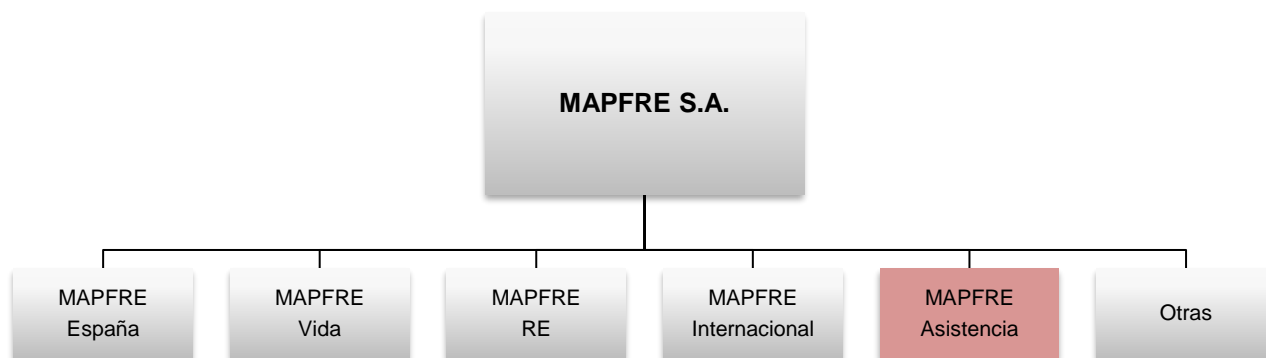 MAPFRE S.A.
MAPFRE
España
MAPFRE
Vida
MAPFRE
RE
MAPFRE
Internacional
MAPFRE
Asistencia
Otras